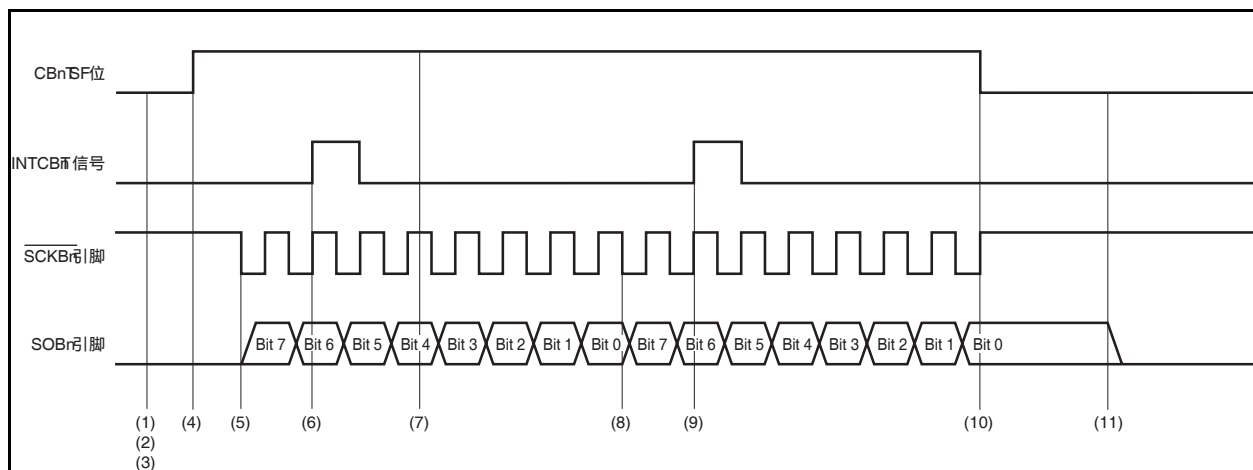 CBnTSF位
INTCBnT信号
SCKBn引脚
SOBn引脚
Bit 7 Bit 6 Bit 5 Bit 4 Bit 3 Bit 2 Bit 1 Bit 0 Bit 7 Bit 6 Bit 5 Bit 4 Bit 3 Bit 2 Bit 1 Bit 0
(1) (4) (5) (6) (7) (8) (9) (10) (11)
(2)
(3)